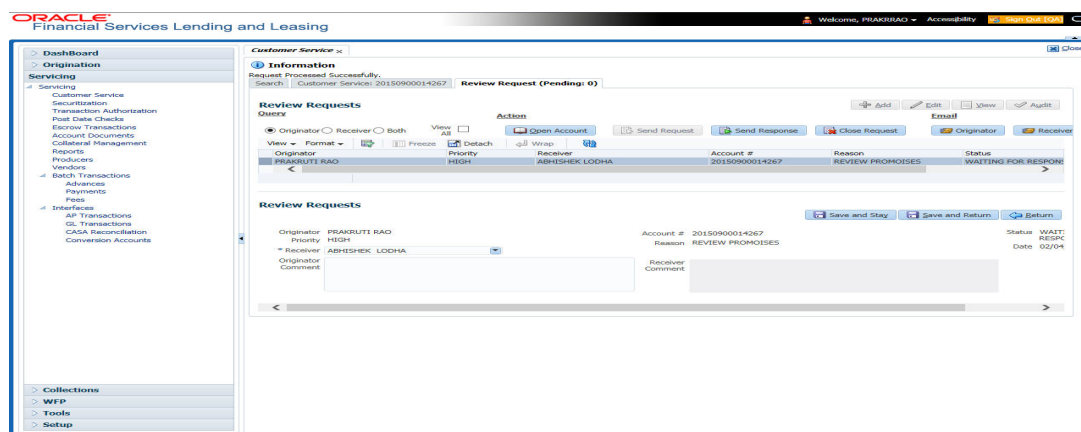 ORACLE®
Financial Services Lending and Leasing
Welcome, PRAKRRAO Accessibility Sign Out (QA)
DashBoard
Origination
Servicing
Servicing
Customer Service
Securitization
Transaction Authorization
Post Date Checks
Escrow Transactions
Account Documents
Collateral Management
Reports
Producers
Vendors
Batch Transactions
Advances
Payments
Fees
Interfaces
AP Transactions
GL Transactions
CASA Reconciliation
Conversion Accounts
Collections
WFP
Tools
Setup
Customer Service x
Close
Information
Request Processed Successfully.
Search Customer Service: 20150900014267 Review Request (Pending: 0)
Review Requests
Add Edit View Audit
Query Action Email
Originator Receiver Both View All Open Account Send Request Send Response Close Request Originator Receiver
View Format Freeze Detach Wrap
Originator Priority Receiver Account # Reason Status
PRAKRUTI RAO HIGH ABHISHEK LODHA 20150900014267 REVIEW PROMOISES WAITING FOR RESPONS
Review Requests
Save and Stay Save and Return Return
Originator PRAKRUTI RAO Account # 20150900014267 Status WAIT
RESPO
Priority HIGH Reason REVIEW PROMOISES
* Receiver ABHISHEK LODHA Date 02/04
Originator Comment Receiver Comment